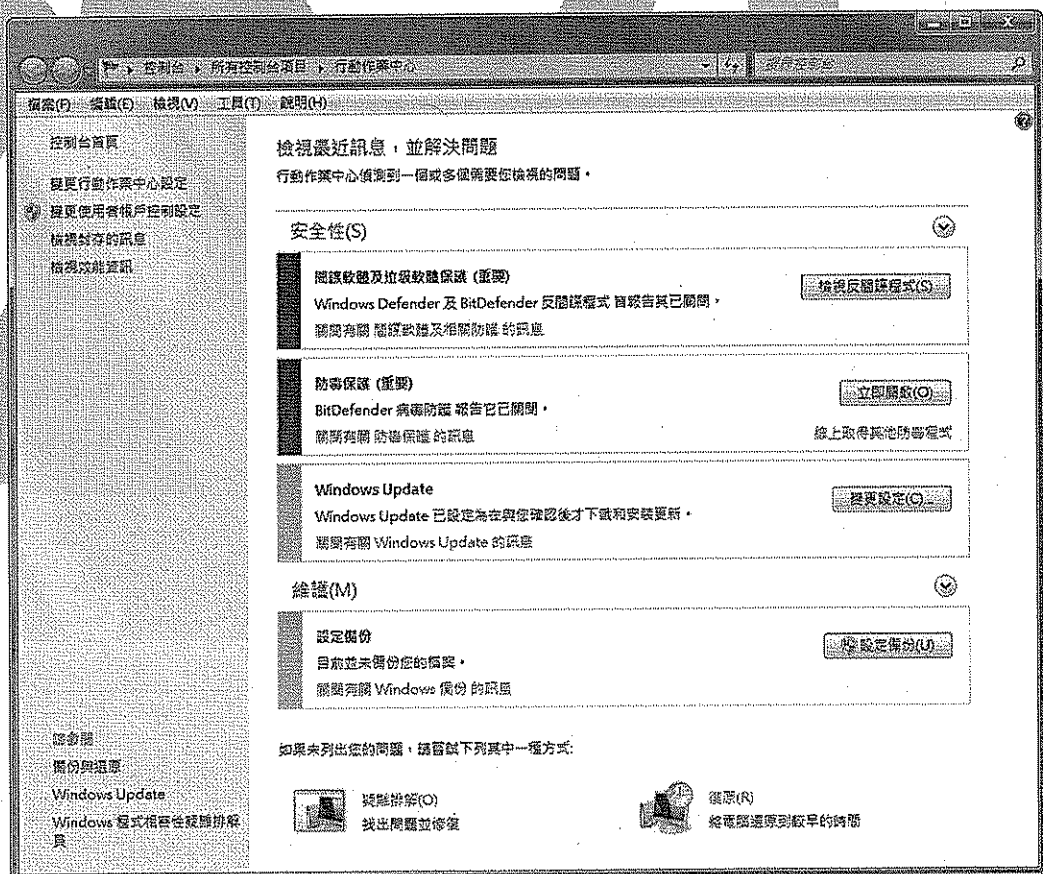 控制台 ▸ 所有控制台項目 ▸ 行動作業中心
檔案(F) 編輯(E) 檢視(V) 工具(T) 說明(H)
控制台首頁
變更行動作業中心設定
變更使用者帳戶控制設定
檢視封存的訊息
檢視效能資訊
檢視最近訊息,並解決問題
行動作業中心偵測到一個或多個需要您檢視的問題。
安全性(S)
間諜軟體及垃圾軟體保護 (重要)
檢視反間諜程式(S)
Windows Defender 及 BitDefender 反間諜程式 皆報告其已關閉。
關閉有關 間諜軟體及相關防護 的訊息
防毒保護 (重要)
立即開啟(O)
BitDefender 病毒防護 報告它已關閉。
關閉有關 防毒保護 的訊息
線上取得其他防毒程式
Windows Update
變更設定(C)...
Windows Update 已設定為在與您確認後才下載和安裝更新。
關閉有關 Windows Update 的訊息
維護(M)
設定備份
設定備份(U)
目前並未備份您的檔案。
關閉有關 Windows 備份 的訊息
如果未列出您的問題,請嘗試下列其中一種方式:
疑難排解(O)
找出問題並修復
復原(R)
將電腦還原到較早的時間
請參閱
備份與還原
Windows Update
Windows 程式相容性疑難排解
員